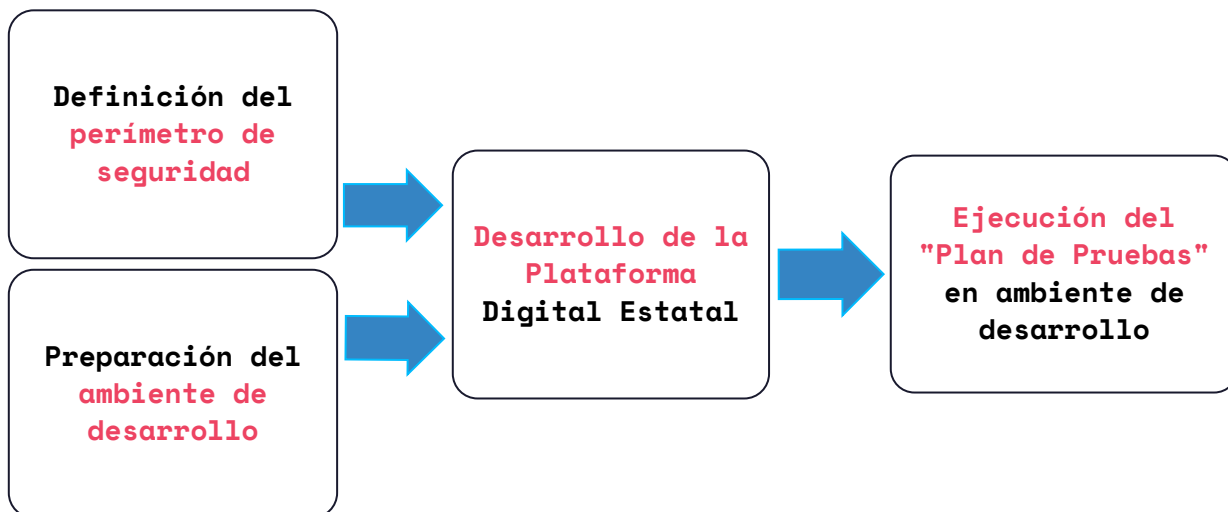 Definición del
perímetro de
seguridad
Preparación del
ambiente de
desarrollo
Desarrollo de la
Plataforma
Digital Estatal
Ejecución del
"Plan de Pruebas"
en ambiente de
desarrollo